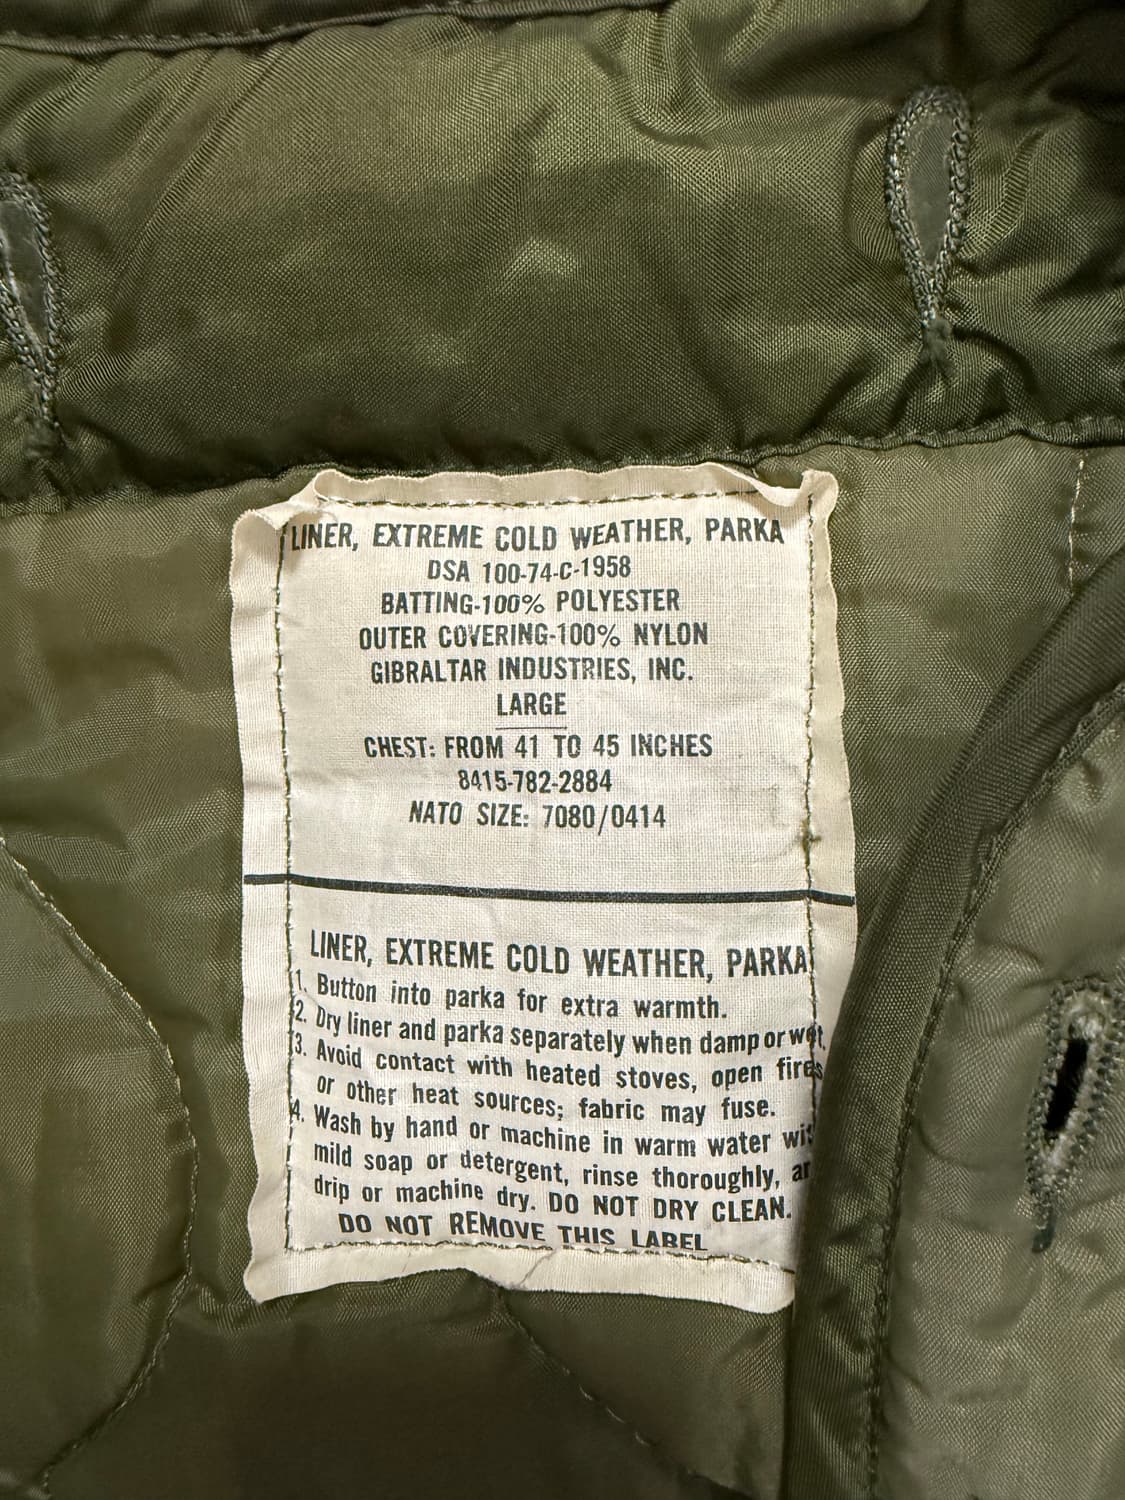 LINER, EXTREME COLD WEATHER, PARKA
DSA 100-74-C-1958
BATTING-100% POLYESTER
OUTER COVERING-100% NYLON
GIBRALTAR INDUSTRIES, INC.
LARGE
CHEST: FROM 41 TO 45 INCHES
8415-782-2884
NATO SIZE: 7080/0414
LINER, EXTREME COLD WEATHER, PARKA
1. Button into parka for extra warmth.
2. Dry liner and parka separately when damp or wet.
3. Avoid contact with heated stoves, open fires
or other heat sources; fabric may fuse.
4. Wash by hand or machine in warm water
mild soap or detergent, rinse thoroughly,
drip or machine dry. DO NOT DRY CLEAN.
DO NOT REMOVE THIS LABEL